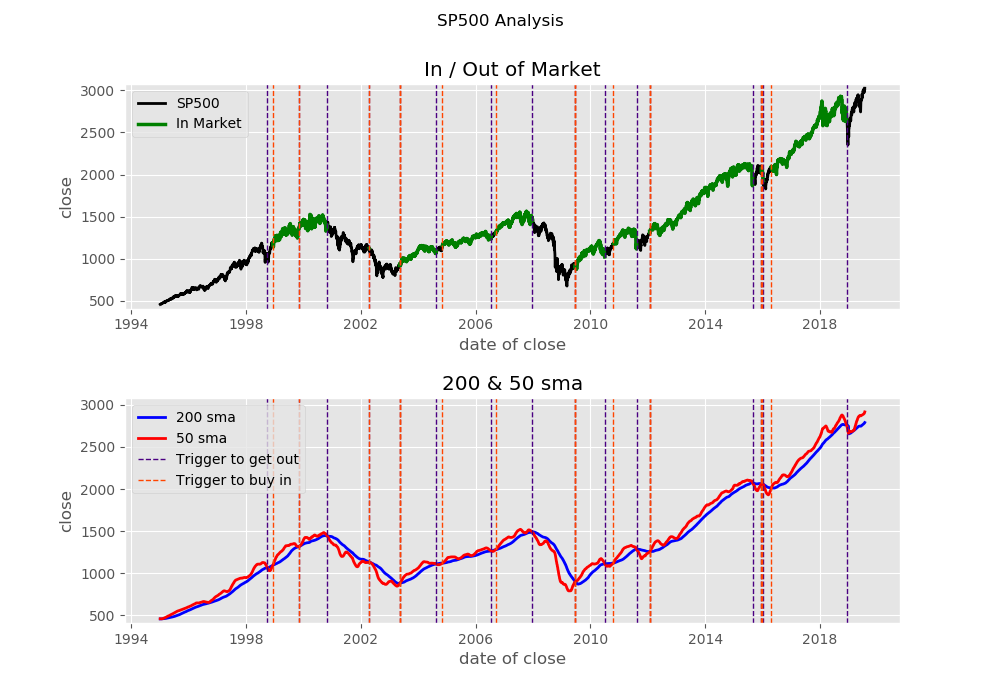 SP500 Analysis
In / Out of Market
close
3000
2500
2000
1500
1000
500
SP500
In Market
1994 1998 2002 2006 2010 2014 2018
date of close
200 & 50 sma
close
3000
2500
2000
1500
1000
500
200 sma
50 sma
Trigger to get out
Trigger to buy in
1994 1998 2002 2006 2010 2014 2018
date of close